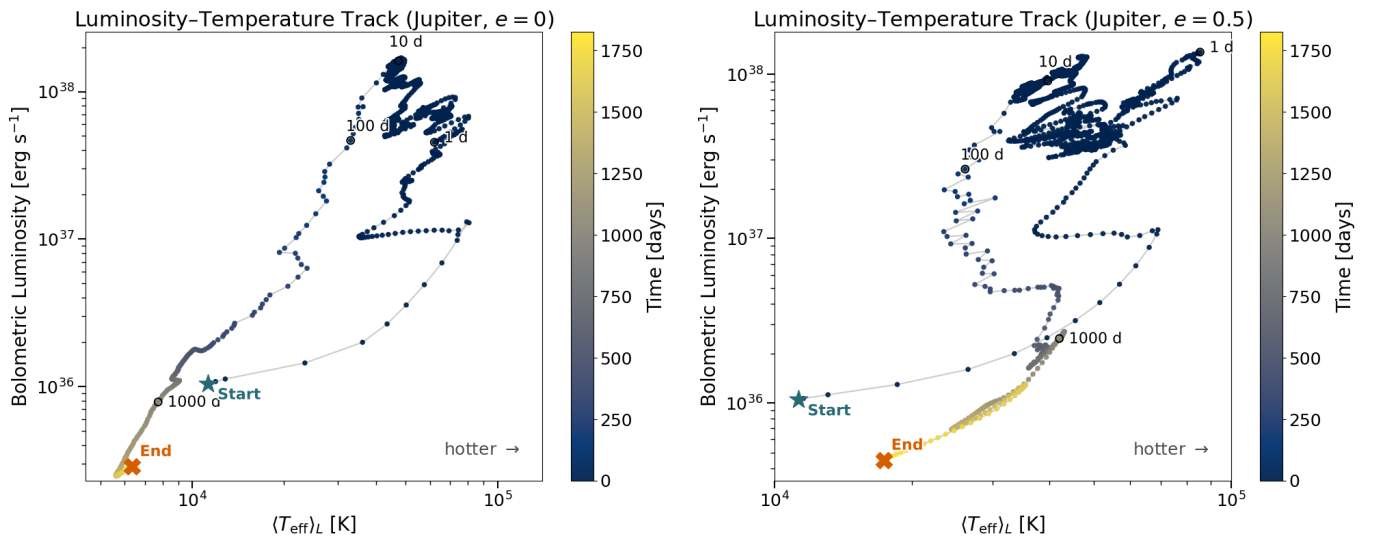 Luminosity–Temperature Track (Jupiter, e = 0)
Bolometric Luminosity [erg s⁻¹]
10³⁸
10³⁷
10³⁶
10 d
100 d
1 d
1000 d
Start
End
hotter →
10⁴
10⁵
⟨T_eff⟩_L [K]
1750
1500
1250
1000
750
500
250
0
Time [days]
Luminosity–Temperature Track (Jupiter, e = 0.5)
Bolometric Luminosity [erg s⁻¹]
10³⁸
10³⁷
10³⁶
1 d
10 d
100 d
1000 d
Start
End
hotter →
10⁴
10⁵
⟨T_eff⟩_L [K]
1750
1500
1250
1000
750
500
250
0
Time [days]